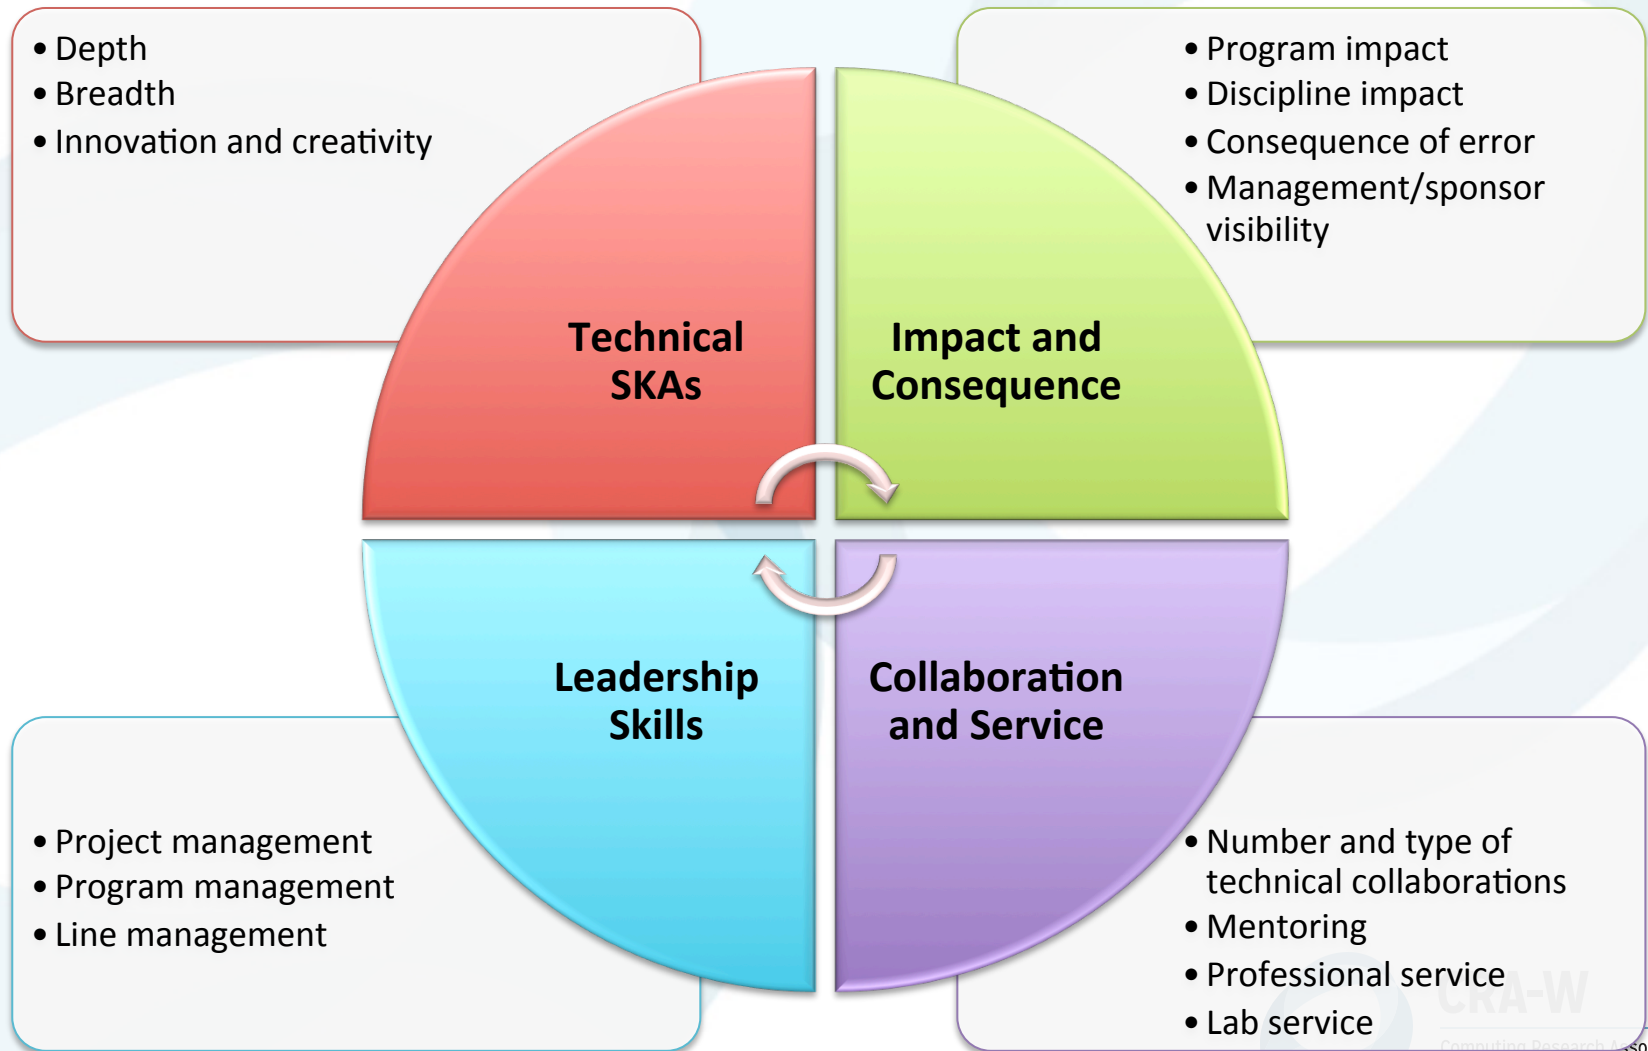 • Depth
• Breadth
• Innovation and creativity
• Program impact
• Discipline impact
• Consequence of error
• Management/sponsor
visibility
Technical
SKAs
Impact and
Consequence
Leadership
Skills
Collaboration
and Service
• Project management
• Program management
• Line management
• Number and type of
technical collaborations
• Mentoring
• Professional service
• Lab service
CRA-W
Computing Research